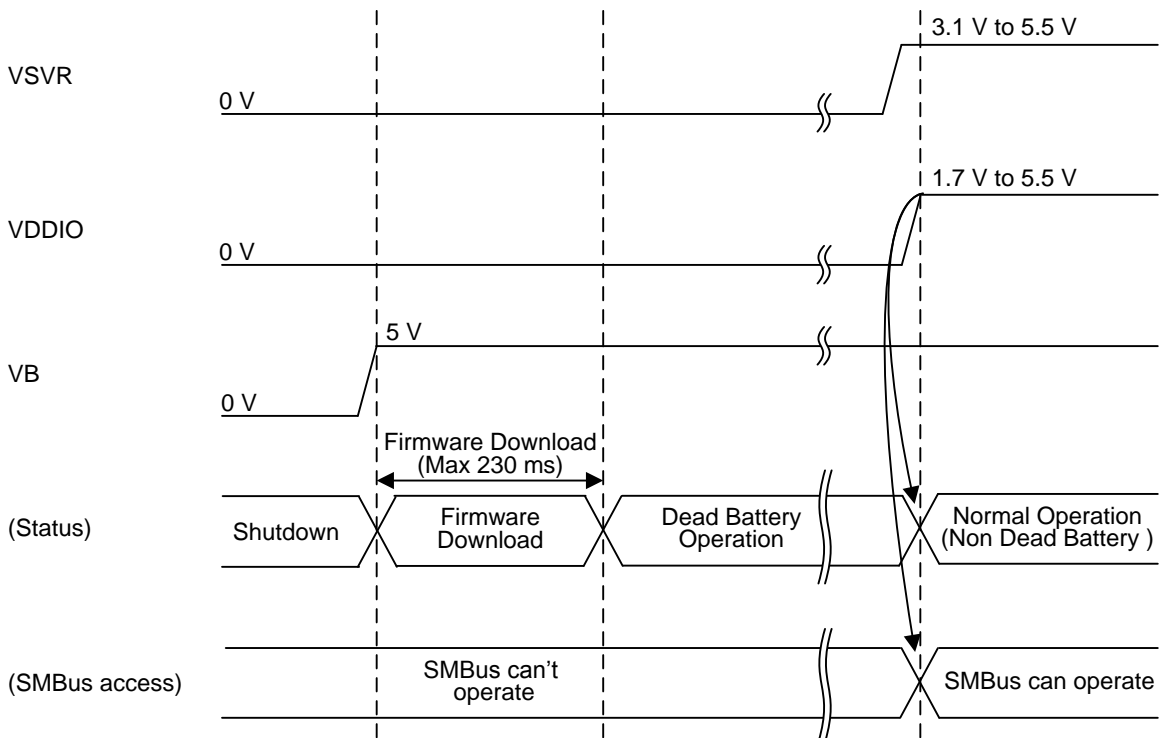 3.1 V to 5.5 V
VSVR
0 V
1.7 V to 5.5 V
VDDIO
0 V
5 V
VB
0 V
Firmware Download
(Max 230 ms)
(Status)
Shutdown
Firmware
Download
Dead Battery
Operation
Normal Operation
(Non Dead Battery )
(SMBus access)
SMBus can't
operate
SMBus can operate